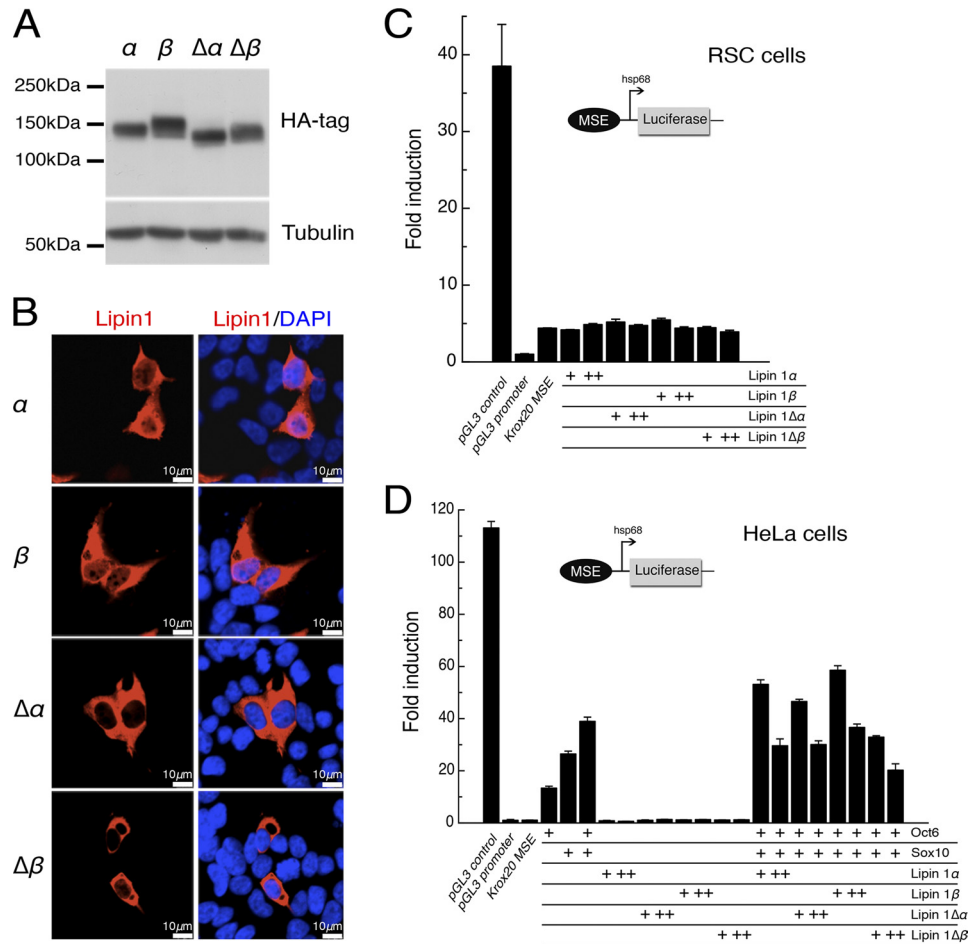 A
α β Δα Δβ
250kDa
150kDa
100kDa
50kDa
HA-tag
Tubulin
B
Lipin1 Lipin1/DAPI
α
10µm 10µm
β
10µm 10µm
Δα
10µm 10µm
Δβ
10µm 10µm
C
RSC cells
hsp68
MSE Luciferase
Fold induction
40
30
20
10
0
pGL3 control
pGL3 promoter
Krox20 MSE
+ ++ Lipin 1α
+ ++ Lipin 1β
+ ++ Lipin 1Δα
+ ++ Lipin 1Δβ
D
HeLa cells
hsp68
MSE Luciferase
Fold induction
120
100
80
60
40
20
0
pGL3 control
pGL3 promoter
Krox20 MSE
+ + + + + + + + + + Oct6
+ + + + + + + + + + Sox10
+ ++ + ++ Lipin 1α
+ ++ + ++ Lipin 1β
+ ++ + ++ Lipin 1Δα
+ ++ + ++ Lipin 1Δβ